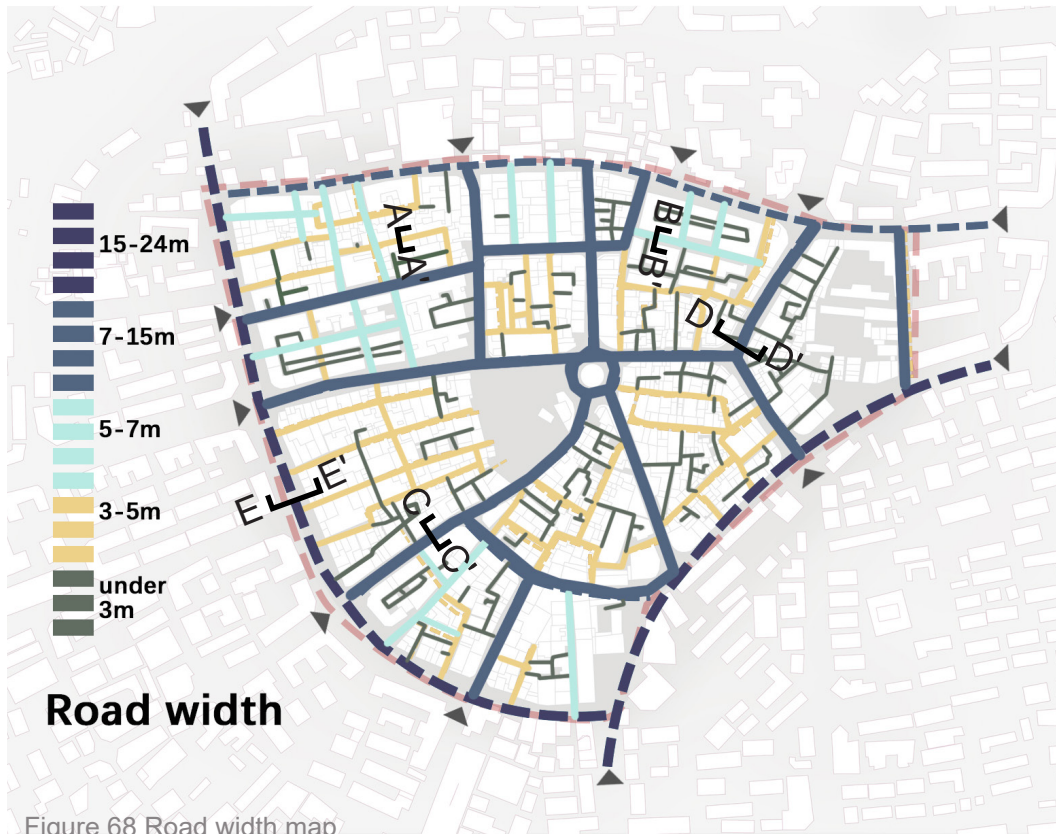 A
A'
B
B'
15-24m
7-15m
D
D'
5-7m
E
E'
3-5m
C
C'
under
3m
Road width
Figure 68 Road width map